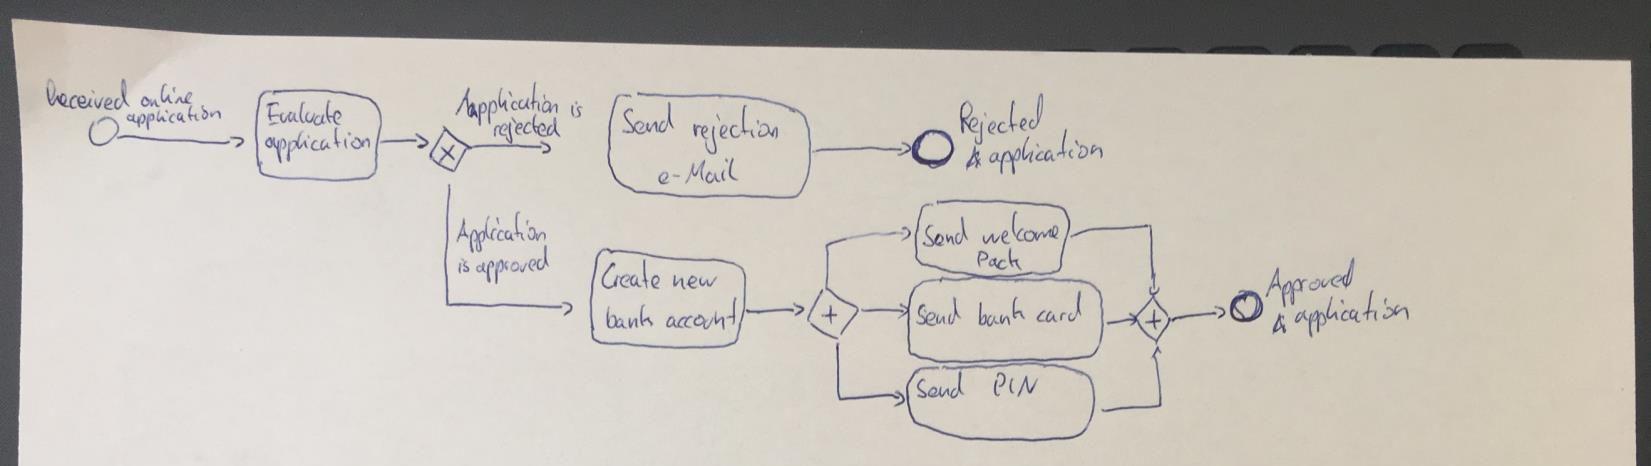 Received online
application
Evaluate
application
Application is
rejected
Send rejection
e-Mail
Rejected
application
Application
is approved
Create new
bank account
Send welcome
Pack
Send bank card
Send PIN
Approved
application